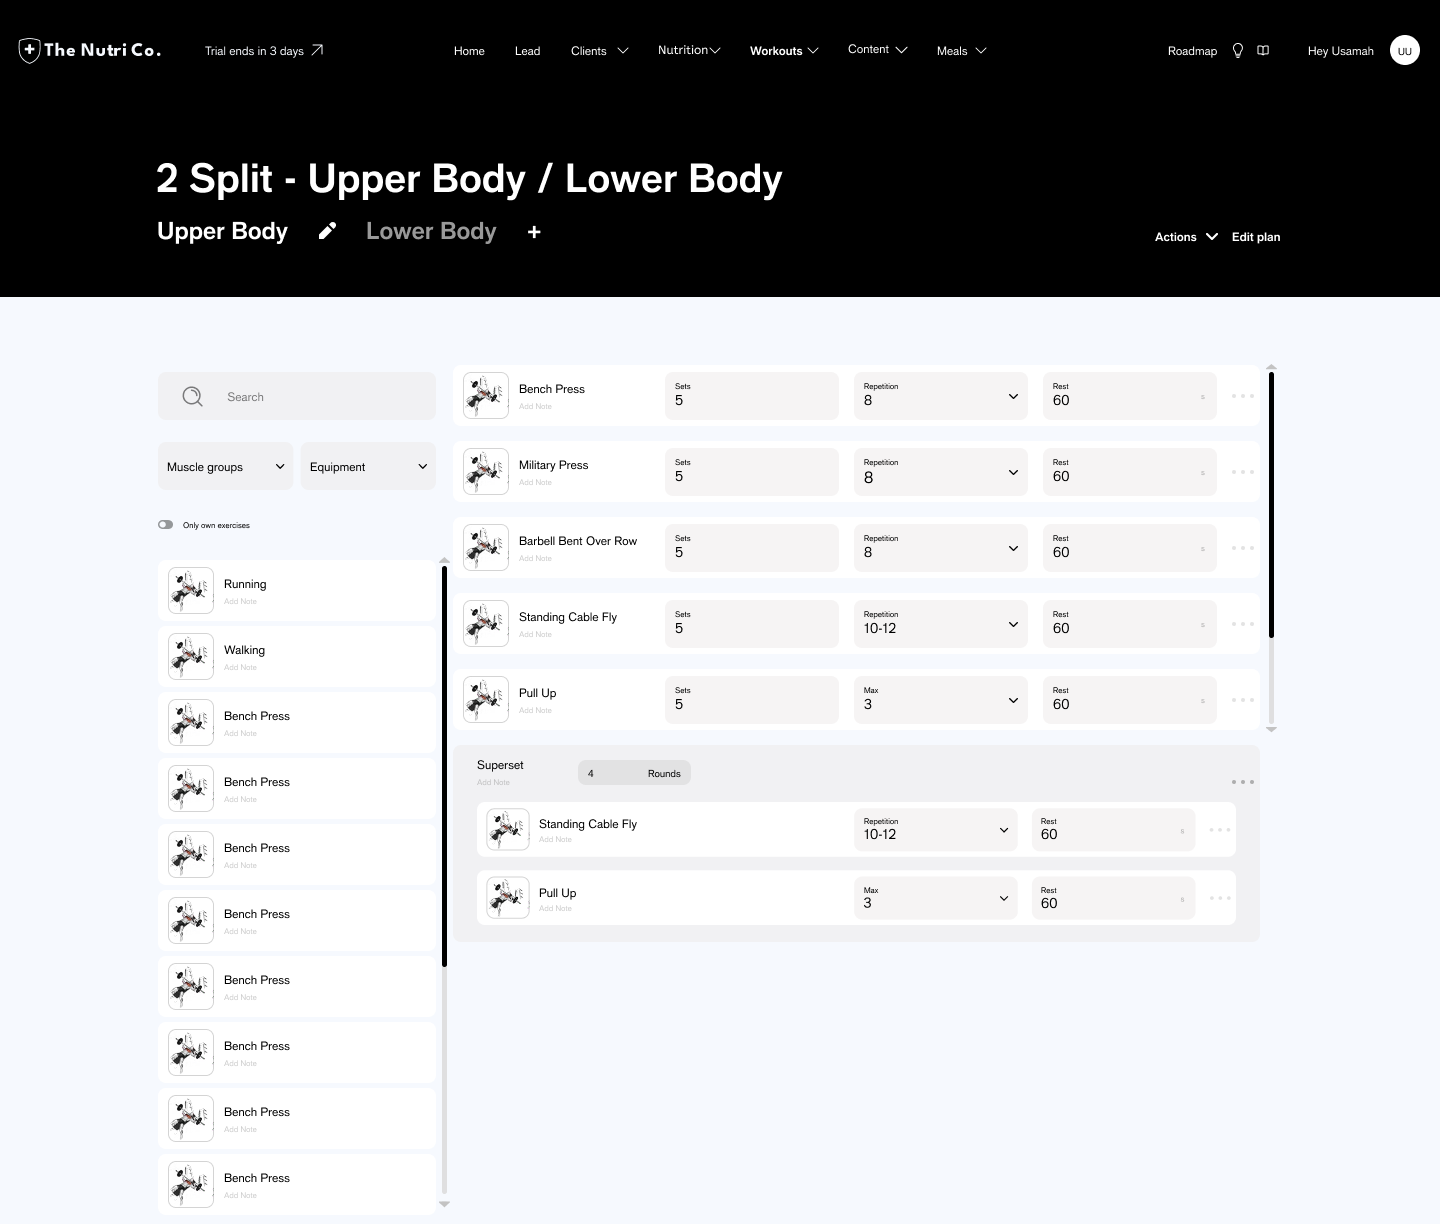 The Nutri Co.
Trial ends in 3 days
Home
Lead
Clients
Nutrition
Workouts
Content
Meals
Roadmap
Hey Usamah
UU
2 Split - Upper Body / Lower Body
Upper Body
Lower Body
+
Actions
Edit plan
Search
Muscle groups
Equipment
Only own exercises
Running
Add Note
Walking
Add Note
Bench Press
Add Note
Bench Press
Add Note
Bench Press
Add Note
Bench Press
Add Note
Bench Press
Add Note
Bench Press
Add Note
Bench Press
Add Note
Bench Press
Add Note
Bench Press
Add Note
Sets
5
Repetition
8
Rest
60
s
Military Press
Add Note
Sets
5
Repetition
8
Rest
60
s
Barbell Bent Over Row
Add Note
Sets
5
Repetition
8
Rest
60
s
Standing Cable Fly
Add Note
Sets
5
Repetition
10-12
Rest
60
s
Pull Up
Add Note
Sets
5
Max
3
Rest
60
s
Superset
Add Note
4
Rounds
Standing Cable Fly
Add Note
Repetition
10-12
Rest
60
Pull Up
Add Note
Max
3
Rest
60